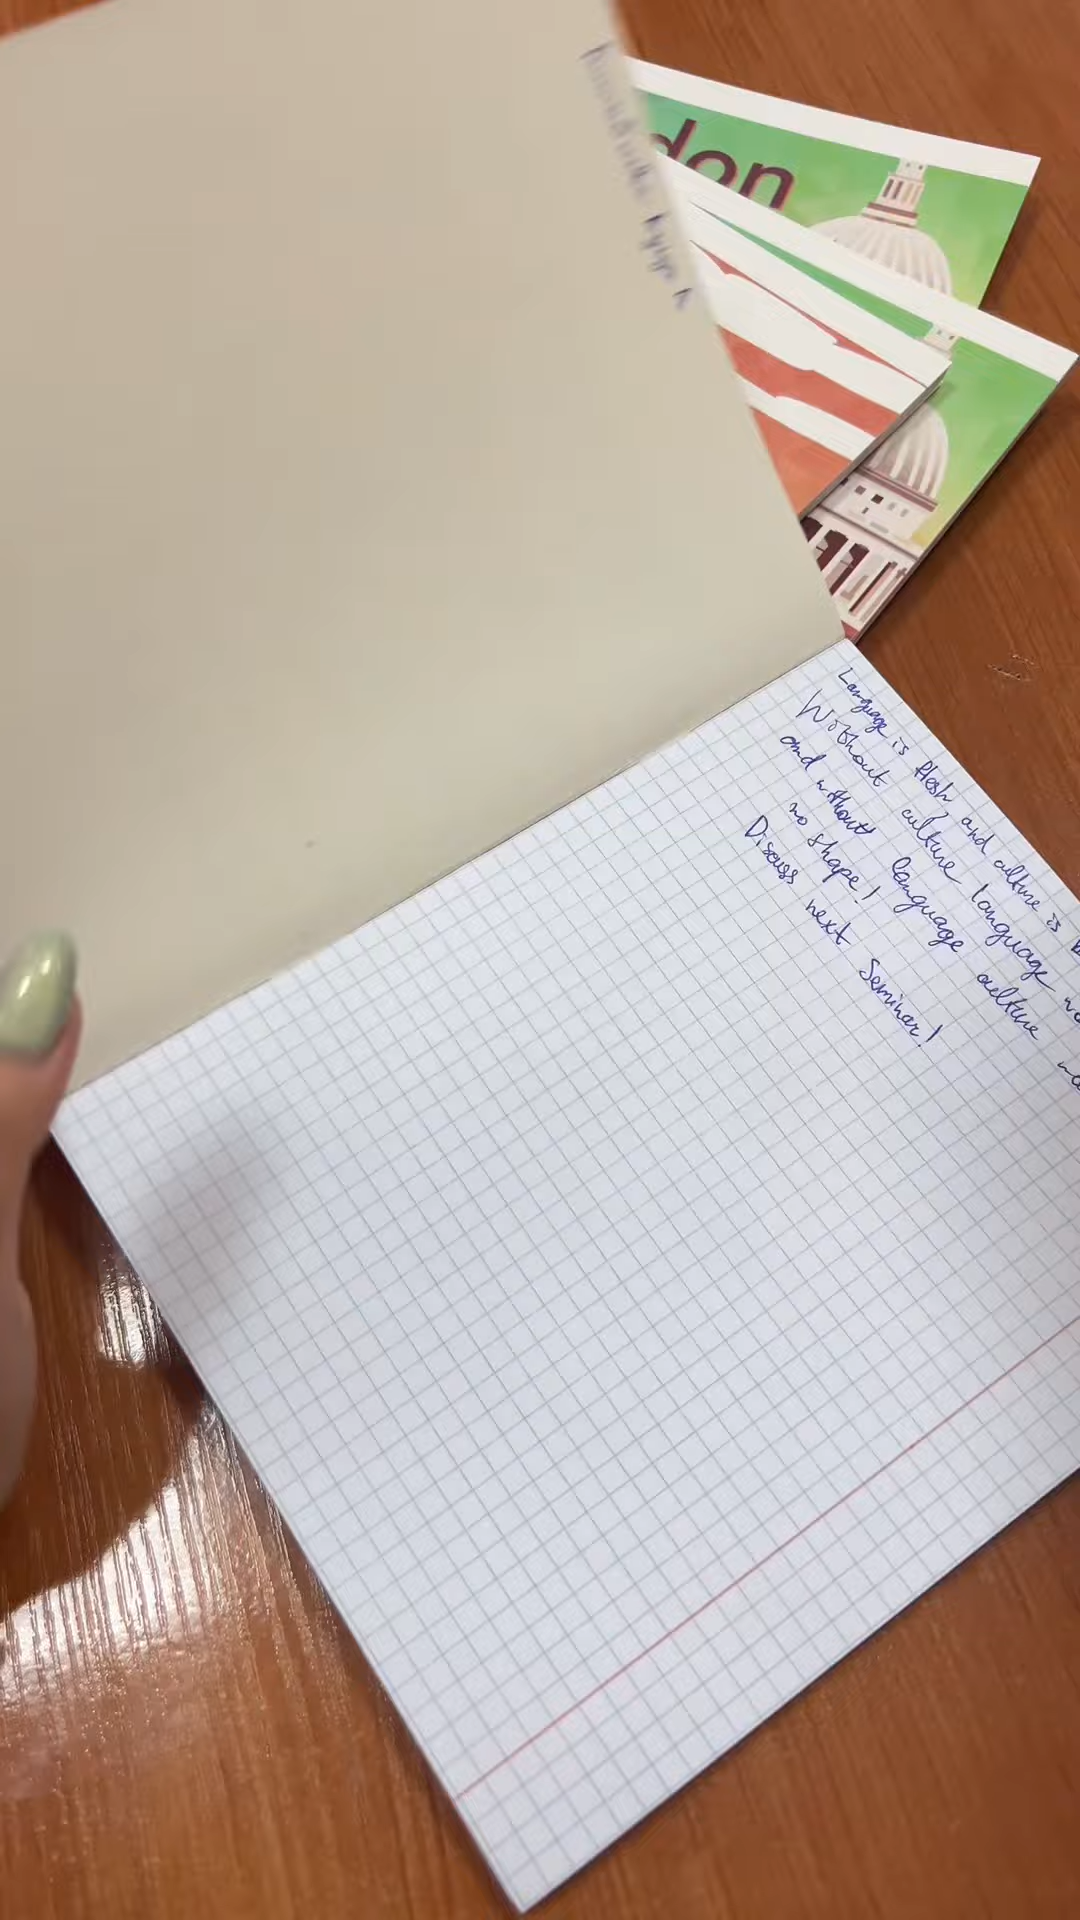 don
Language is flesh, and culture is
Without culture language
and without language culture
no shape!
Discuss next Seminar!